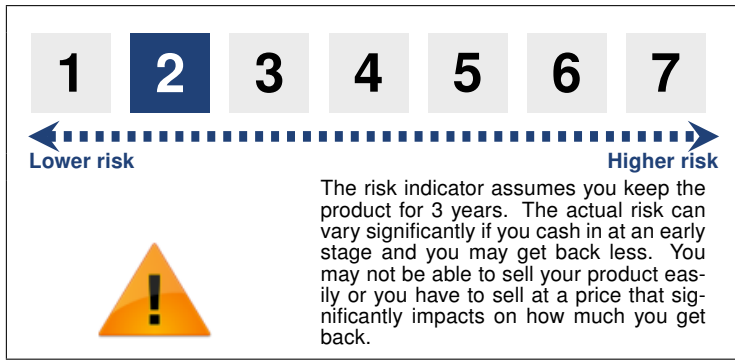 1 2 3 4 5 6 7
Lower risk Higher risk
The risk indicator assumes you keep the
product for 3 years. The actual risk can
vary significantly if you cash in at an early
stage and you may get back less. You
may not be able to sell your product eas-
ily or you have to sell at a price that sig-
nificantly impacts on how much you get
back.
!